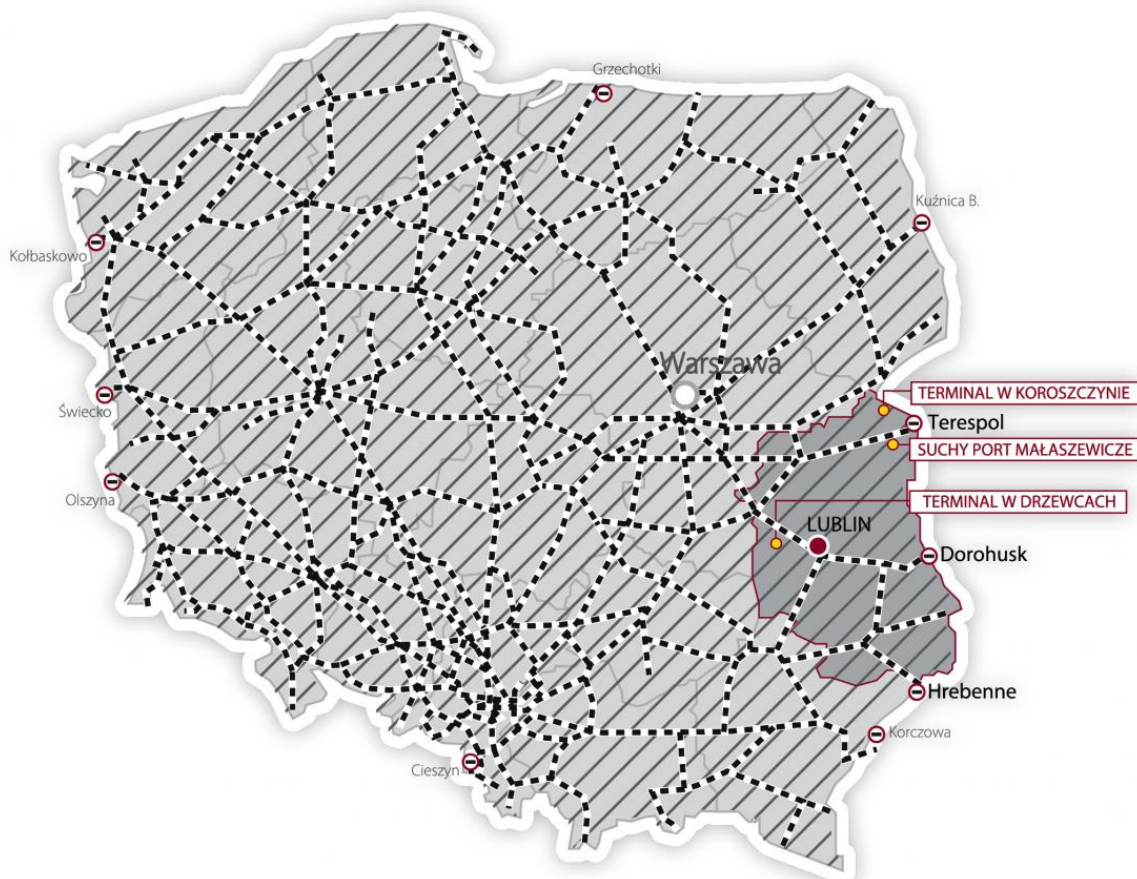 Grzechotki
Kuźnica B.
Kołbaskowo
Warszawa
Świecko
TERMINAL W KOROSZCZYNIE
Terespol
SUCHY PORT MAŁASZEWICZE
Olszyna
TERMINAL W DRZEWCACH
LUBLIN
Dorohusk
Hrebenne
Korczowa
Cieszyn